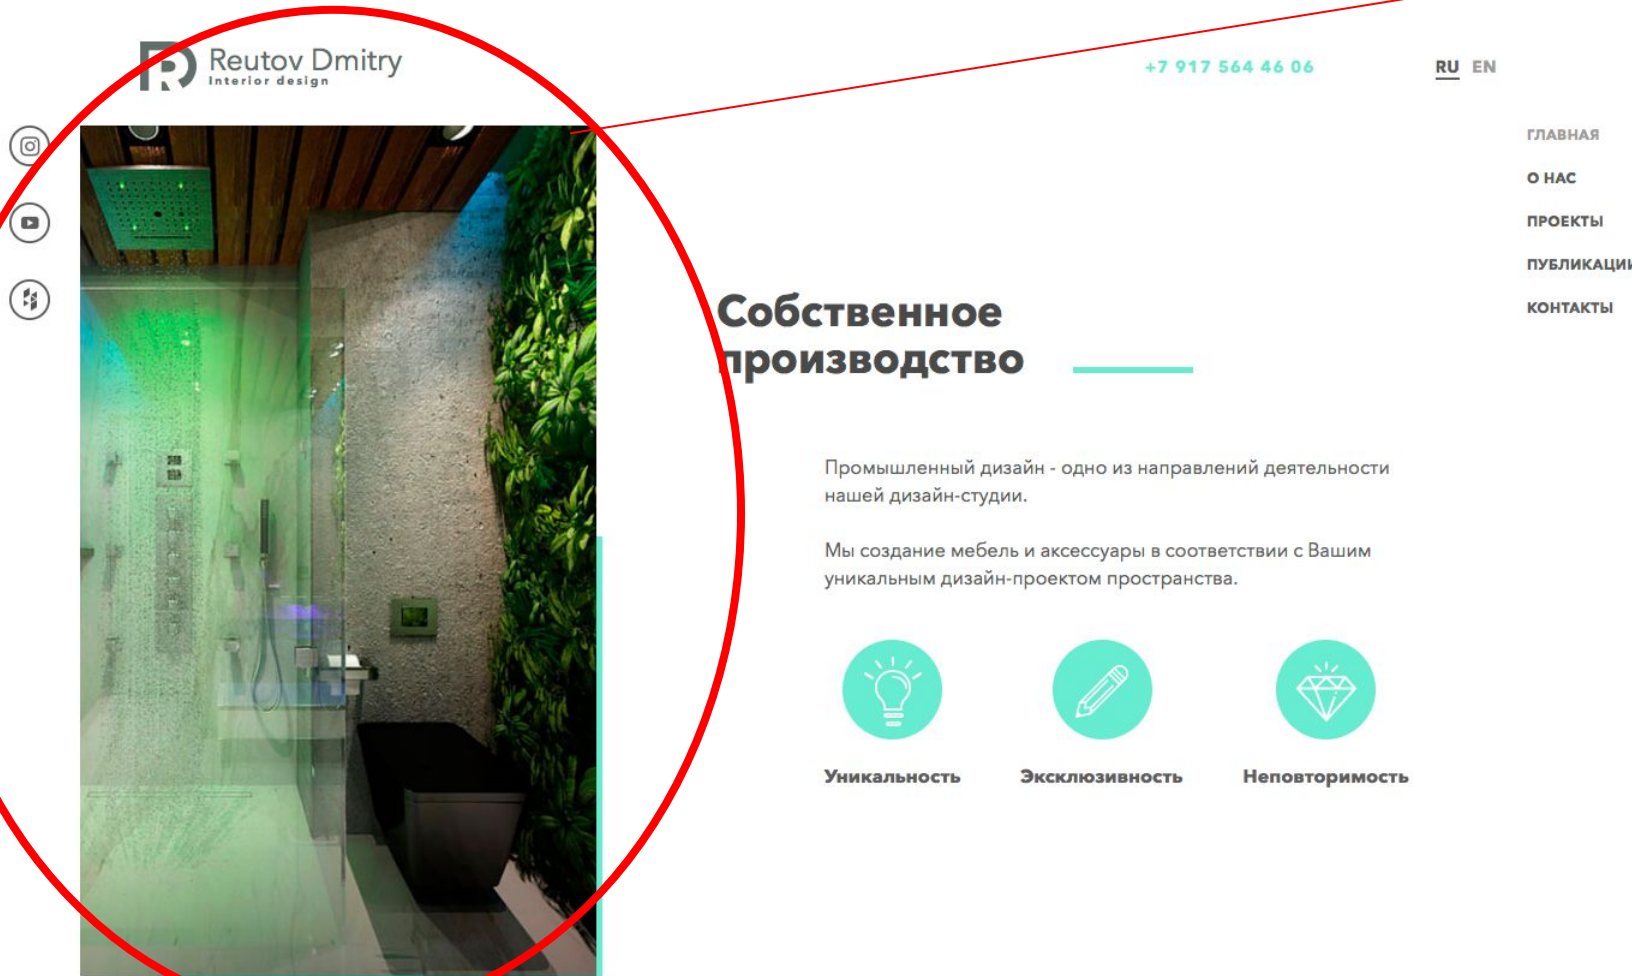 Reutov Dmitry
Interior design
+7 917 564 46 06
RU EN
ГЛАВНАЯ
О НАС
ПРОЕКТЫ
ПУБЛИКАЦИИ
КОНТАКТЫ
Собственное
производство
Промышленный дизайн - одно из направлений деятельности
нашей дизайн-студии.
Мы создание мебель и аксессуары в соответствии с Вашим
уникальным дизайн-проектом пространства.
Уникальность
Эксклюзивность
Неповторимость